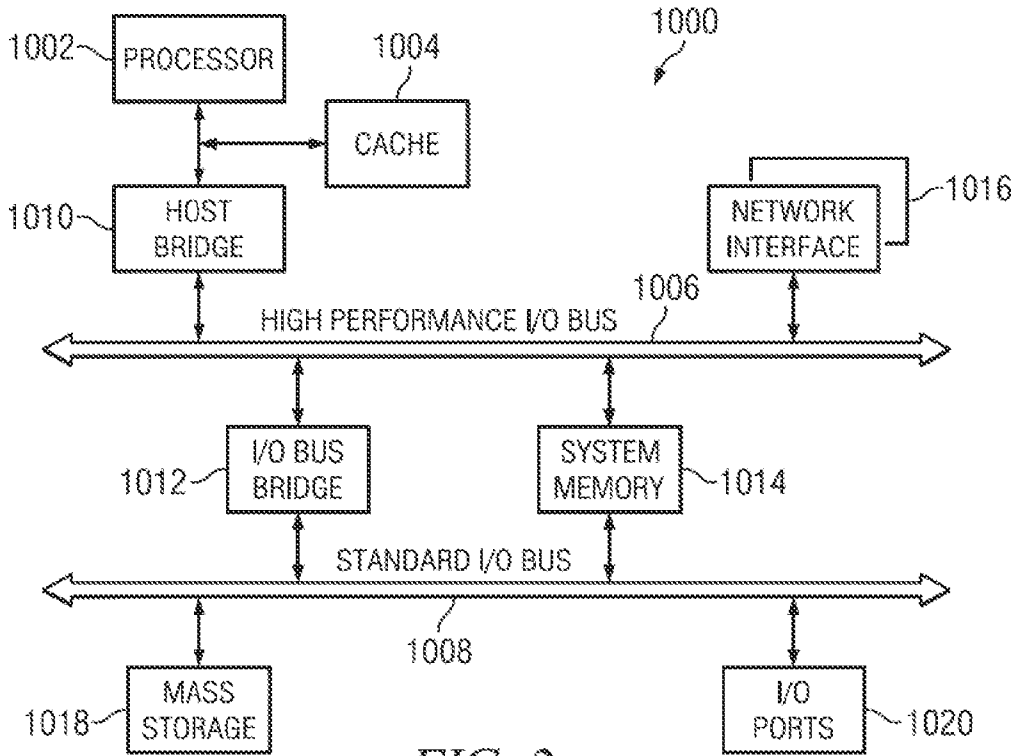 1000
1002
PROCESSOR
1004
CACHE
1010
HOST
BRIDGE
NETWORK
INTERFACE
1016
1006
HIGH PERFORMANCE I/O BUS
1012
I/O BUS
BRIDGE
SYSTEM
MEMORY
1014
STANDARD I/O BUS
1008
1018
MASS
STORAGE
I/O
PORTS
1020
FIG.